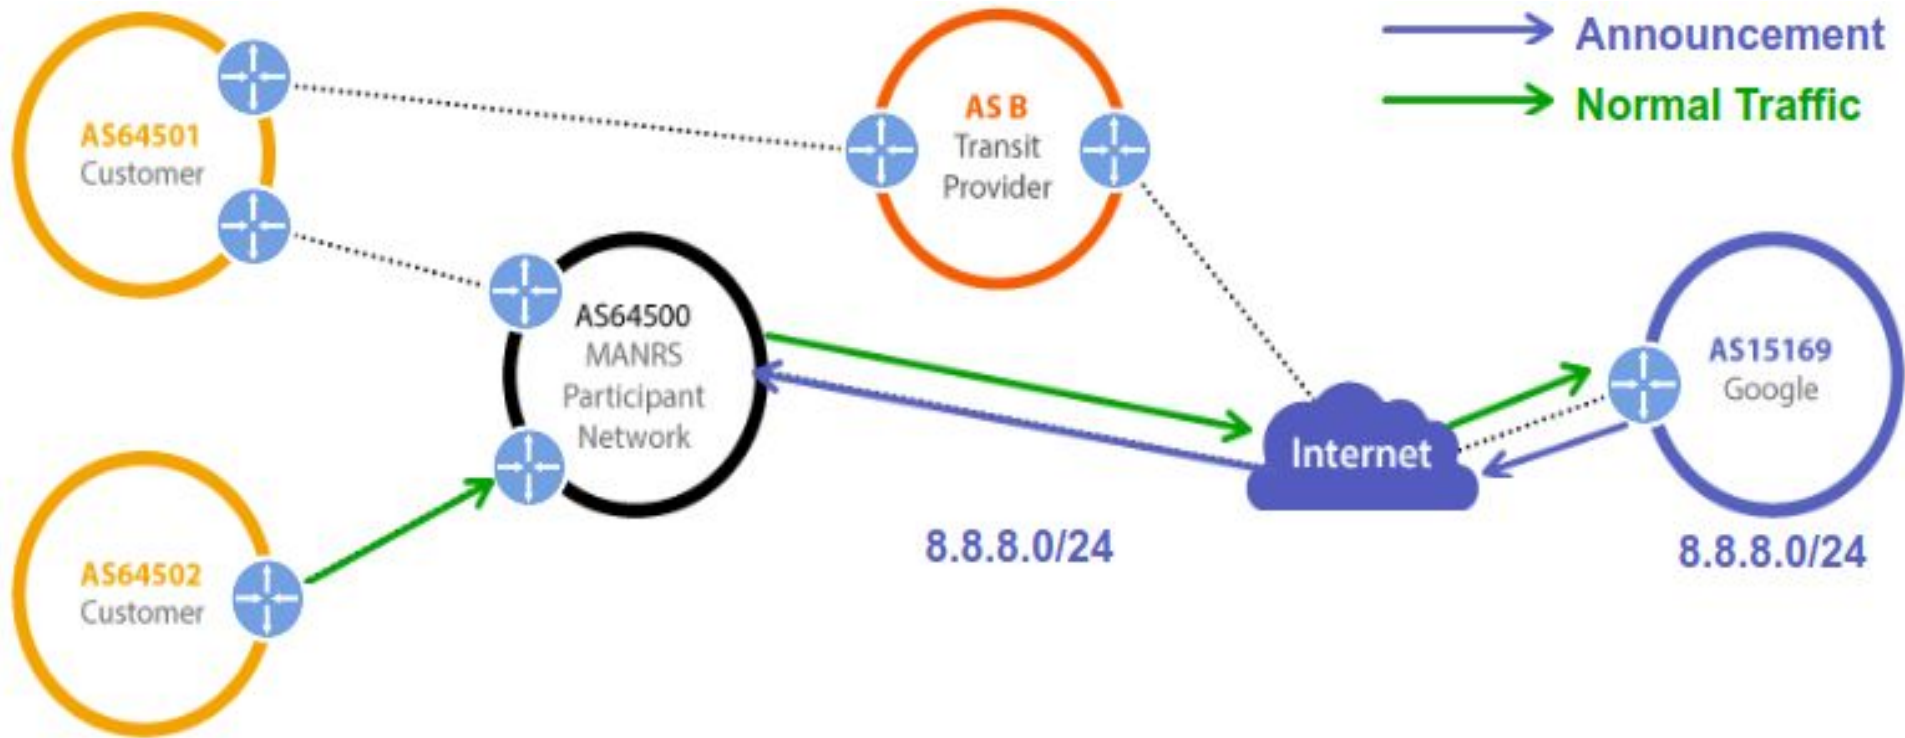 Announcement
Normal Traffic
AS64501
Customer
AS B
Transit
Provider
AS64500
MANRS
Participant
Network
AS15169
Google
Internet
8.8.8.0/24
8.8.8.0/24
AS64502
Customer